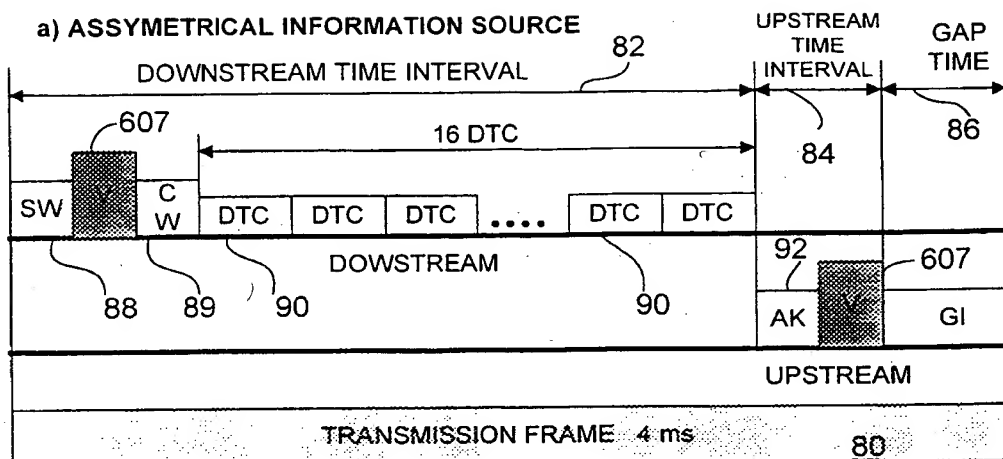 a) ASSYMETRICAL INFORMATION SOURCE
UPSTREAM
TIME
INTERVAL
GAP
TIME
DOWNSTREAM TIME INTERVAL
82
84
86
607
16 DTC
SW
V
C
W
DTC
DTC
DTC
....
DTC
DTC
DOWSTREAM
88
89
90
90
92
607
AK
V
GI
UPSTREAM
TRANSMISSION FRAME 4 ms
80